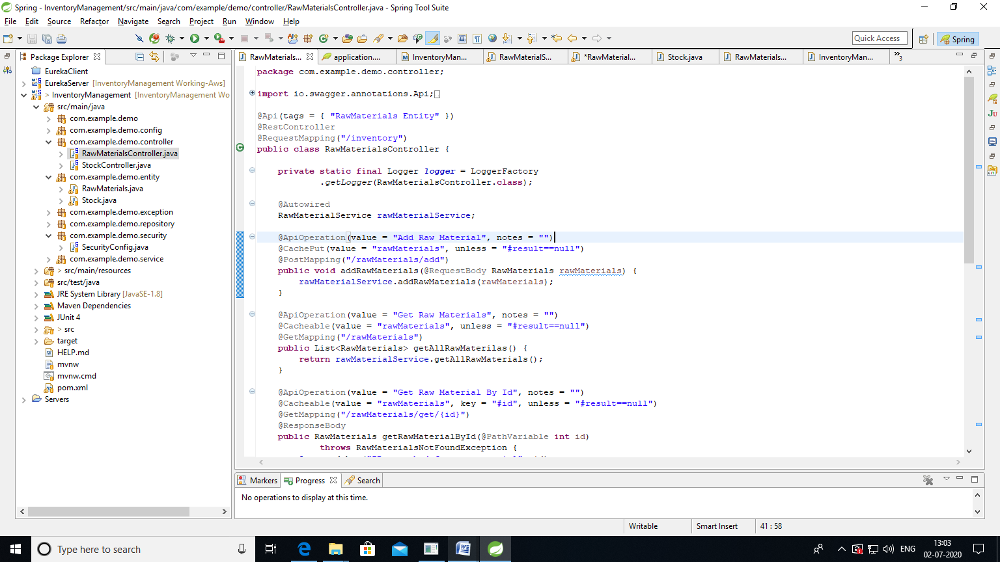 Spring - InventoryManagement/src/main/java/com/example/demo/controller/RawMaterialsController.java - Spring Tool Suite
File Edit Source Refactor Navigate Search Project Run Window Help
Quick Access
Spring
Package Explorer
EurekaClient
EurekaServer [InventoryManagement Working-Aws]
> InventoryManagement [InventoryManagement Wo
src/main/java
com.example.demo
com.example.demo.config
com.example.demo.controller
RawMaterialsController.java
StockController.java
com.example.demo.entity
RawMaterials.java
Stock.java
com.example.demo.exception
com.example.demo.repository
com.example.demo.security
SecurityConfig.java
com.example.demo.service
> src/main/resources
src/test/java
JRE System Library [JavaSE-1.8]
Maven Dependencies
JUnit 4
> src
target
HELP.md
mvnw
mvnw.cmd
pom.xml
Servers
RawMaterials... application.... InventoryMan... RawMaterialS... *RawMaterial... Stock.java RawMaterials... InventoryMan... »3
package com.example.demo.controller;
import io.swagger.annotations.Api;
@Api(tags = { "RawMaterials Entity" })
@RestController
@RequestMapping("/inventory")
public class RawMaterialsController {
private static final Logger logger = LoggerFactory
.getLogger(RawMaterialsController.class);
@Autowired
RawMaterialService rawMaterialService;
@ApiOperation(value = "Add Raw Material", notes = "")
@CachePut(value = "rawMaterials", unless = "#result==null")
@PostMapping("/rawMaterials/add")
public void addRawMaterials(@RequestBody RawMaterials rawMaterials) {
rawMaterialService.addRawMaterials(rawMaterials);
}
@ApiOperation(value = "Get Raw Materials", notes = "")
@Cacheable(value = "rawMaterials", unless = "#result==null")
@GetMapping("/rawMaterials")
public List<RawMaterials> getAllRawMaterilas() {
return rawMaterialService.getAllRawMaterials();
}
@ApiOperation(value = "Get Raw Material By Id", notes = "")
@Cacheable(value = "rawMaterials", key = "#id", unless = "#result==null")
@GetMapping("/rawMaterials/get/{id}")
@ResponseBody
public RawMaterials getRawMaterialById(@PathVariable int id)
throws RawMaterialsNotFoundException {
Markers Progress Search
No operations to display at this time.
Writable Smart Insert 41 : 58
Type here to search
ENG
13:03
02-07-2020